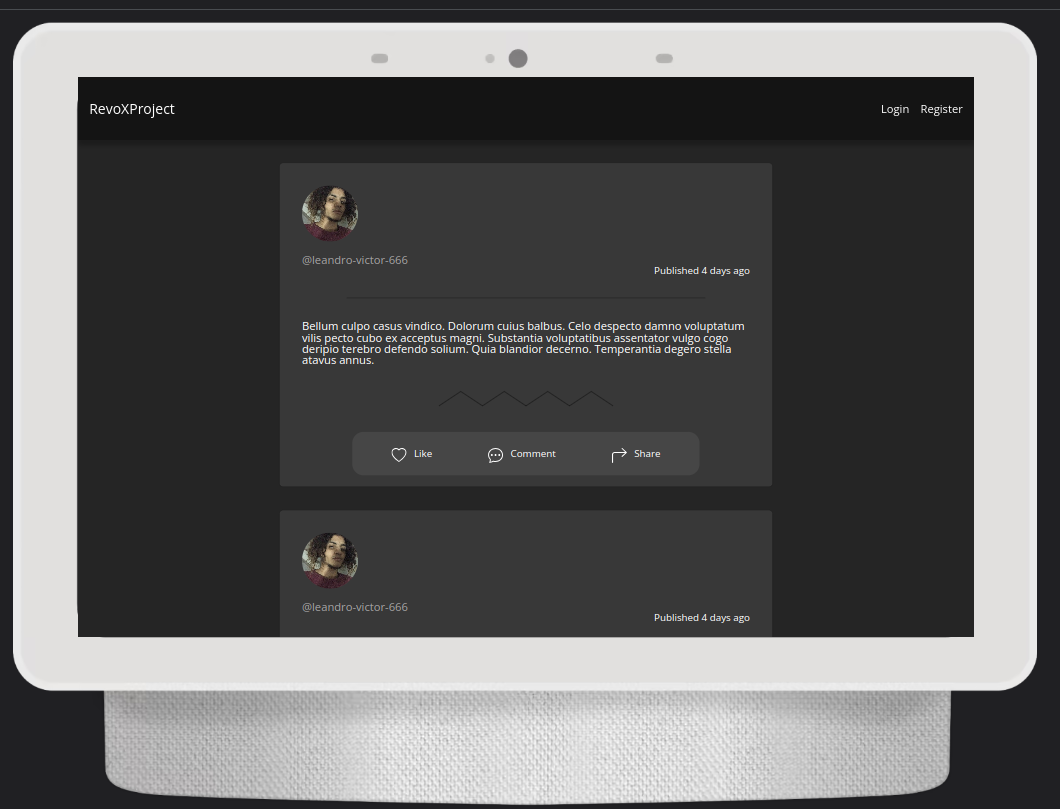 RevoXProject
Login Register
@leandro-victor-666
Published 4 days ago
Bellum culpo casus vindico. Dolorum cuius balbus. Celo despecto damno voluptatum
vilis pecto cubo ex acceptus magni. Substantia voluptatibus assentator vulgo cogo
deripio terebro defendo solium. Quia blandior decerno. Temperantia degero stella
atavus annus.
Like Comment Share
@leandro-victor-666
Published 4 days ago